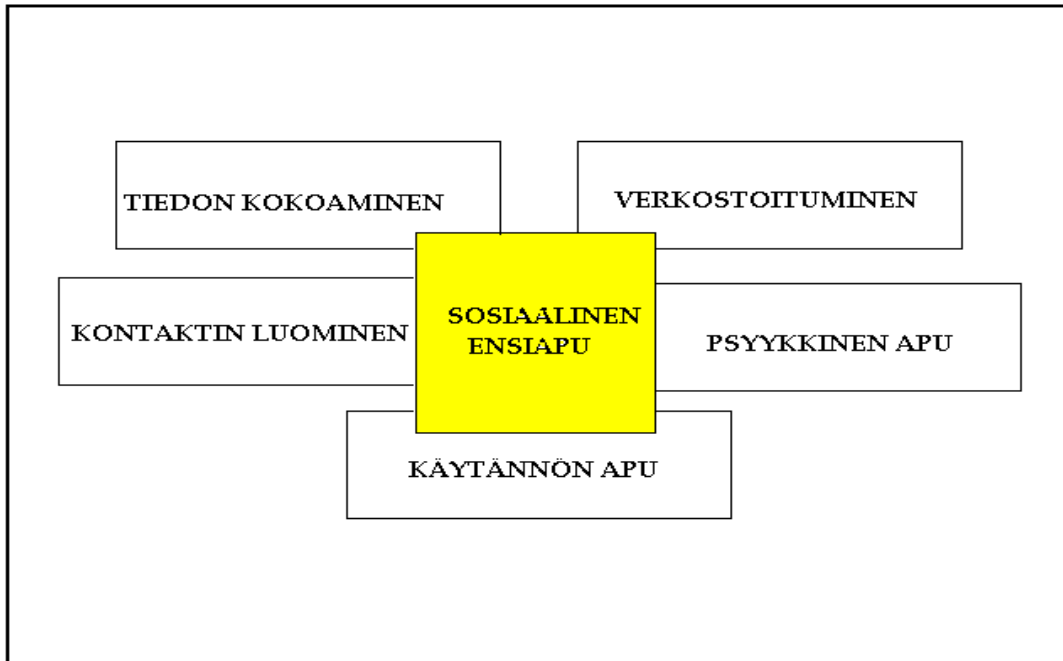 TIEDON KOKOAMINEN
VERKOSTOITUMINEN
KONTAKTIN LUOMINEN
SOSIAALINEN
ENSIAPU
PSYYKKINEN APU
KÄYTÄNNÖN APU